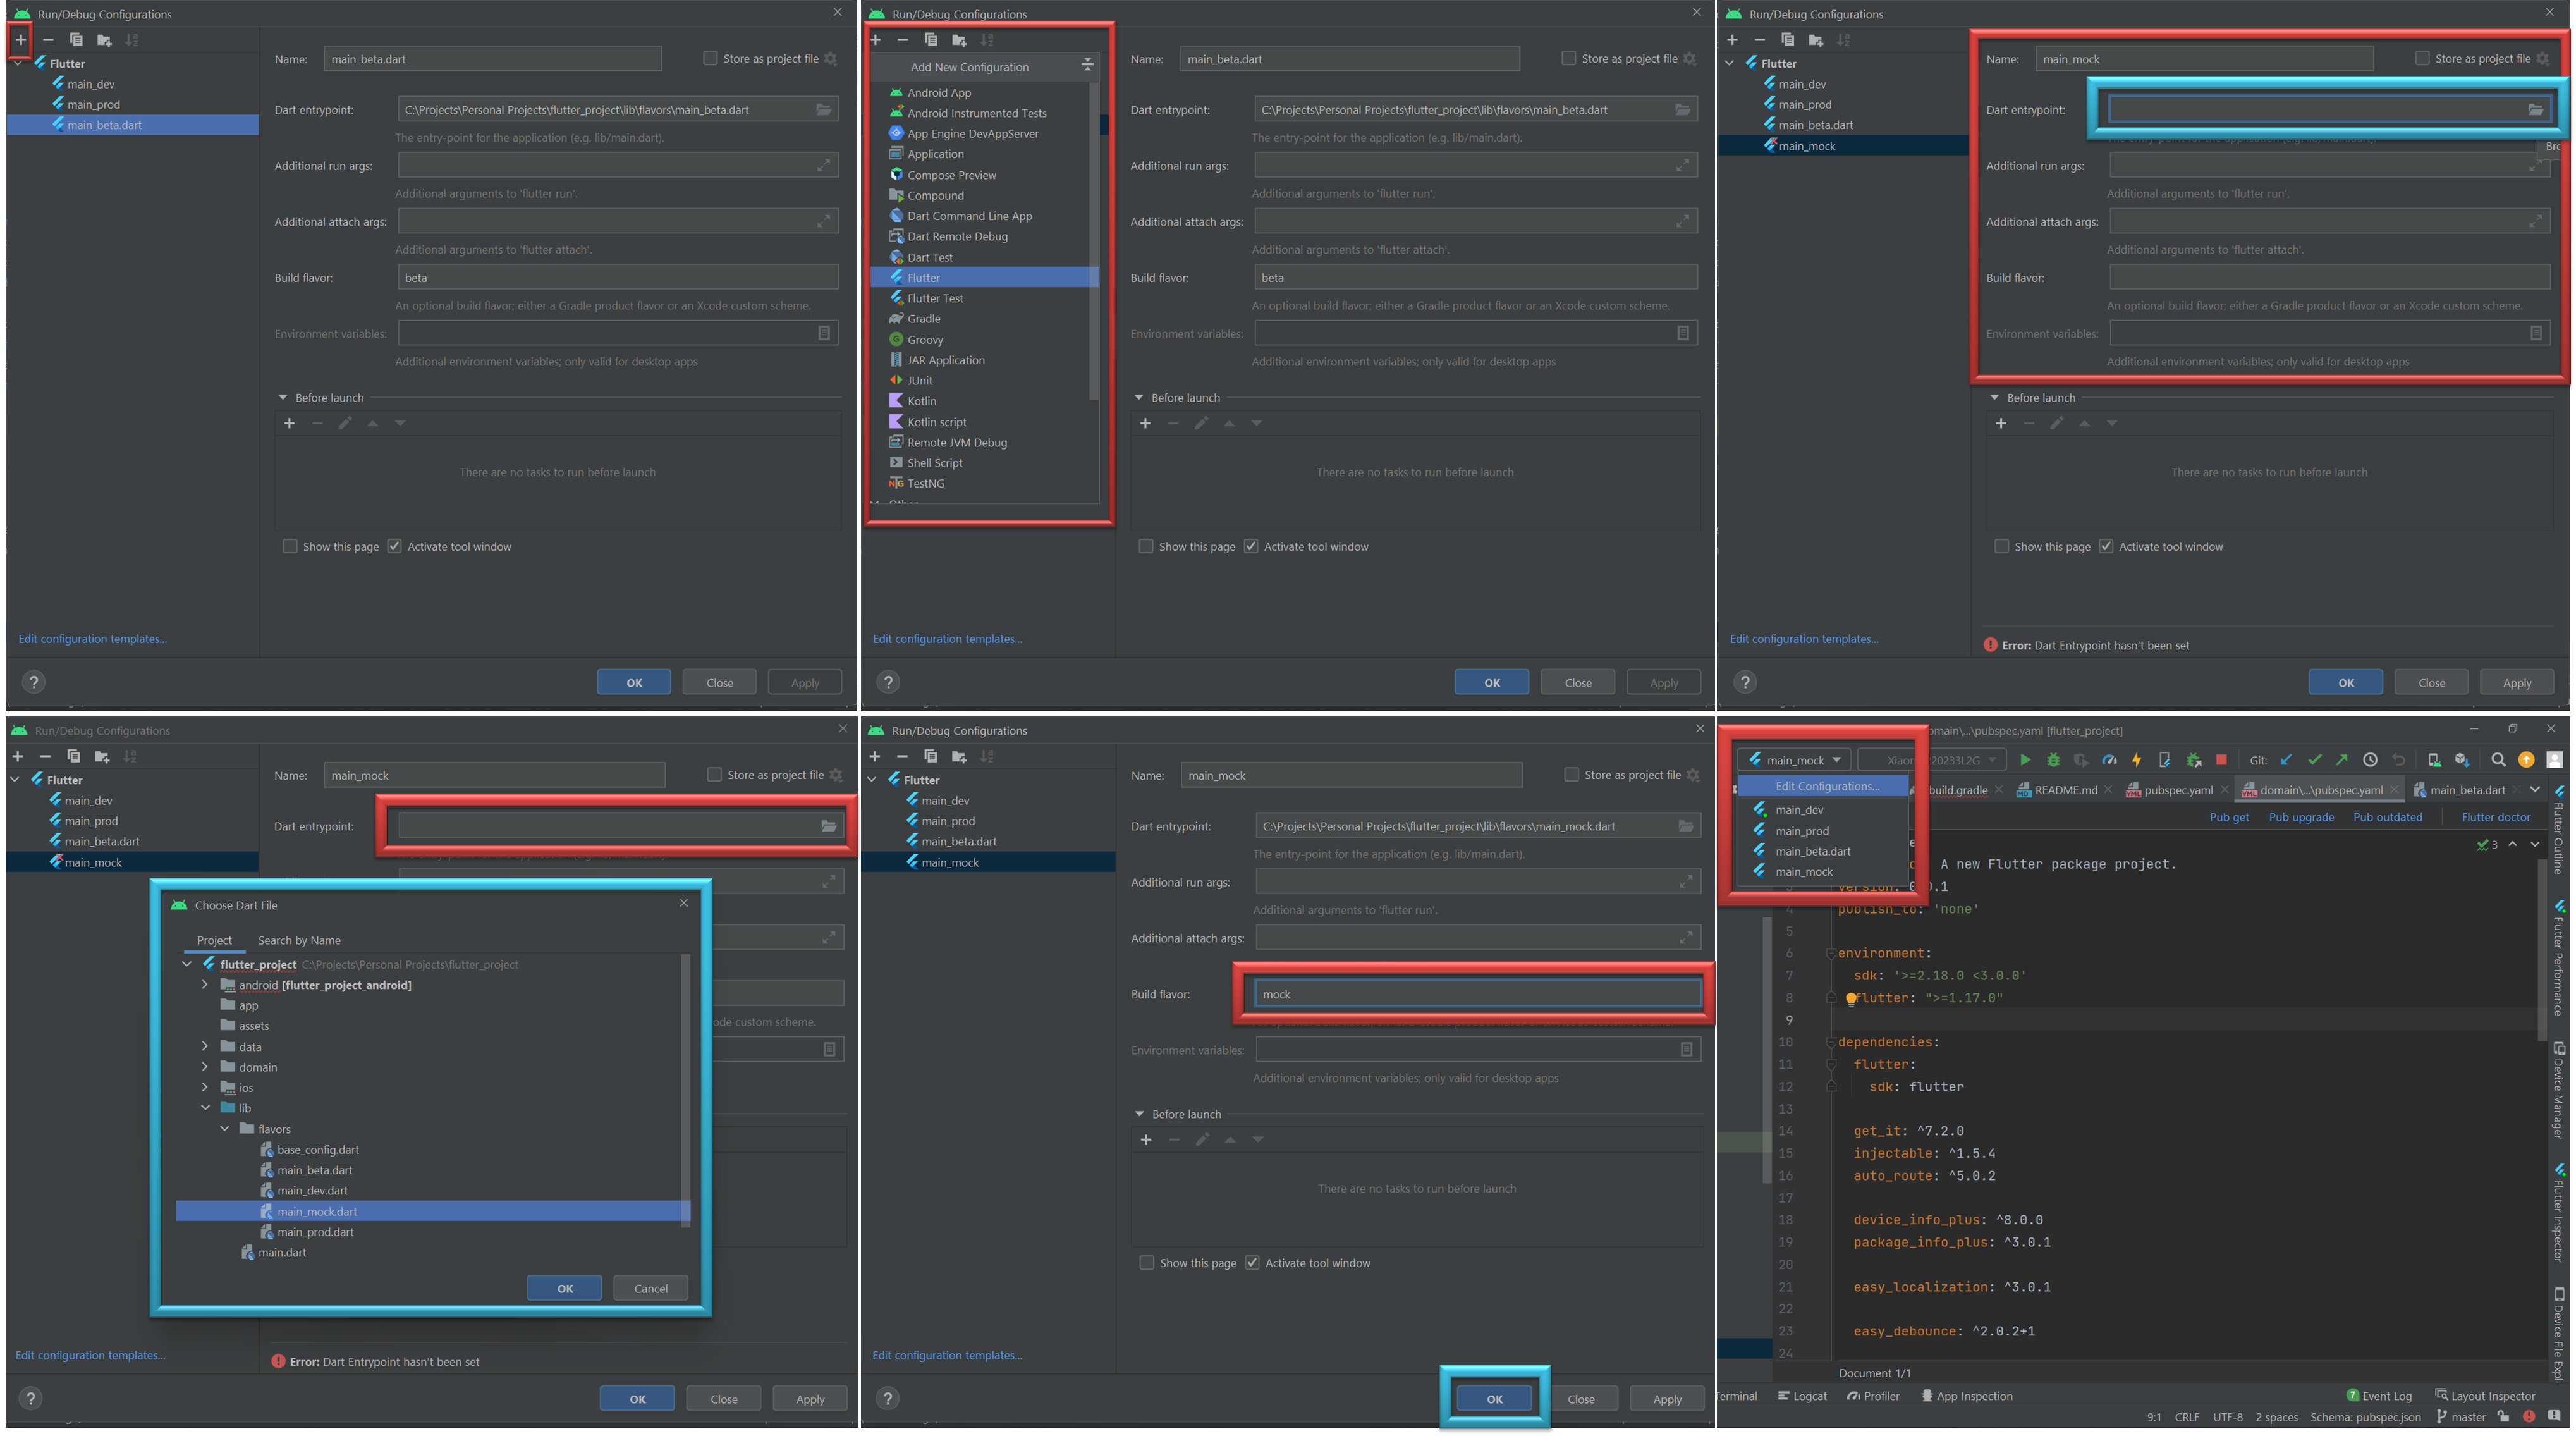 Run/Debug Configurations
Flutter
main_dev
main_prod
main_beta.dart
Name: main_beta.dart Store as project file
Dart entrypoint: C:\Projects\Personal Projects\flutter_project\lib\flavors\main_beta.dart
The entry-point for the application (e.g. lib/main.dart).
Additional run args:
Additional arguments to 'flutter run'.
Additional attach args:
Additional arguments to 'flutter attach'.
Build flavor: beta
An optional build flavor; either a Gradle product flavor or an Xcode custom scheme.
Environment variables:
Additional environment variables; only valid for desktop apps
Before launch
There are no tasks to run before launch
Show this page Activate tool window
Edit configuration templates...
? OK Close Apply
Run/Debug Configurations
Add New Configuration
Android App
Android Instrumented Tests
App Engine DevAppServer
Application
Compose Preview
Compound
Dart Command Line App
Dart Remote Debug
Dart Test
Flutter
Flutter Test
Gradle
Groovy
JAR Application
JUnit
Kotlin
Kotlin script
Remote JVM Debug
Shell Script
TestNG
Other
Name: main_beta.dart Store as project file
Dart entrypoint: C:\Projects\Personal Projects\flutter_project\lib\flavors\main_beta.dart
The entry-point for the application (e.g. lib/main.dart).
Additional run args:
Additional arguments to 'flutter run'.
Additional attach args:
Additional arguments to 'flutter attach'.
Build flavor: beta
An optional build flavor; either a Gradle product flavor or an Xcode custom scheme.
Environment variables:
Additional environment variables; only valid for desktop apps
Before launch
There are no tasks to run before launch
Show this page Activate tool window
Edit configuration templates...
? OK Close Apply
Run/Debug Configurations
Flutter
main_dev
main_prod
main_beta.dart
main_mock
Name: main_mock Store as project file
Dart entrypoint:
Bro
Additional run args:
Additional arguments to 'flutter run'.
Additional attach args:
Additional arguments to 'flutter attach'.
Build flavor:
An optional build flavor; either a Gradle product flavor or an Xcode custom scheme.
Environment variables:
Additional environment variables; only valid for desktop apps
Before launch
There are no tasks to run before launch
Show this page Activate tool window
Error: Dart Entrypoint hasn't been set
Edit configuration templates...
? OK Close Apply
Run/Debug Configurations
Flutter
main_dev
main_prod
main_beta.dart
main_mock
Name: main_mock Store as project file
Dart entrypoint:
Choose Dart File
Project Search by Name
flutter_project C:\Projects\Personal Projects\flutter_project
android [flutter_project_android]
app
assets
data
domain
ios
lib
flavors
base_config.dart
main_beta.dart
main_dev.dart
main_mock.dart
main_prod.dart
main.dart
OK Cancel
ode custom scheme.
Edit configuration templates...
Error: Dart Entrypoint hasn't been set
? OK Close Apply
Run/Debug Configurations
Flutter
main_dev
main_prod
main_beta.dart
main_mock
Name: main_mock Store as project file
Dart entrypoint: C:\Projects\Personal Projects\flutter_project\lib\flavors\main_mock.dart
The entry-point for the application (e.g. lib/main.dart).
Additional run args:
Additional arguments to 'flutter run'.
Additional attach args:
Build flavor: mock
Environment variables:
Additional environment variables; only valid for desktop apps
Before launch
There are no tasks to run before launch
Show this page Activate tool window
Edit configuration templates...
? OK Close Apply
omain\...\pubspec.yaml [flutter_project]
main_mock Xiaon 20233L2G Git:
Edit Configurations...
main_dev
main_prod
main_beta.dart
main_mock
build.gradle README.md pubspec.yaml domain\...\pubspec.yaml main_beta.dart
Pub get Pub upgrade Pub outdated Flutter doctor
3
A new Flutter package project.
0.1
4 publish_to: 'none'
5
6 environment:
7 sdk: '>=2.18.0 <3.0.0'
8 flutter: ">=1.17.0"
9
10 dependencies:
11 flutter:
12 sdk: flutter
13
14 get_it: ^7.2.0
15 injectable: ^1.5.4
16 auto_route: ^5.0.2
17
18 device_info_plus: ^8.0.0
19 package_info_plus: ^3.0.1
20
21 easy_localization: ^3.0.1
22
23 easy_debounce: ^2.0.2+1
24
Document 1/1
Flutter Outline
Flutter Performance
Device Manager
Flutter Inspector
Device File Expl
erminal Logcat Profiler App Inspection 7 Event Log Layout Inspector
9:1 CRLF UTF-8 2 spaces Schema: pubspec.json master